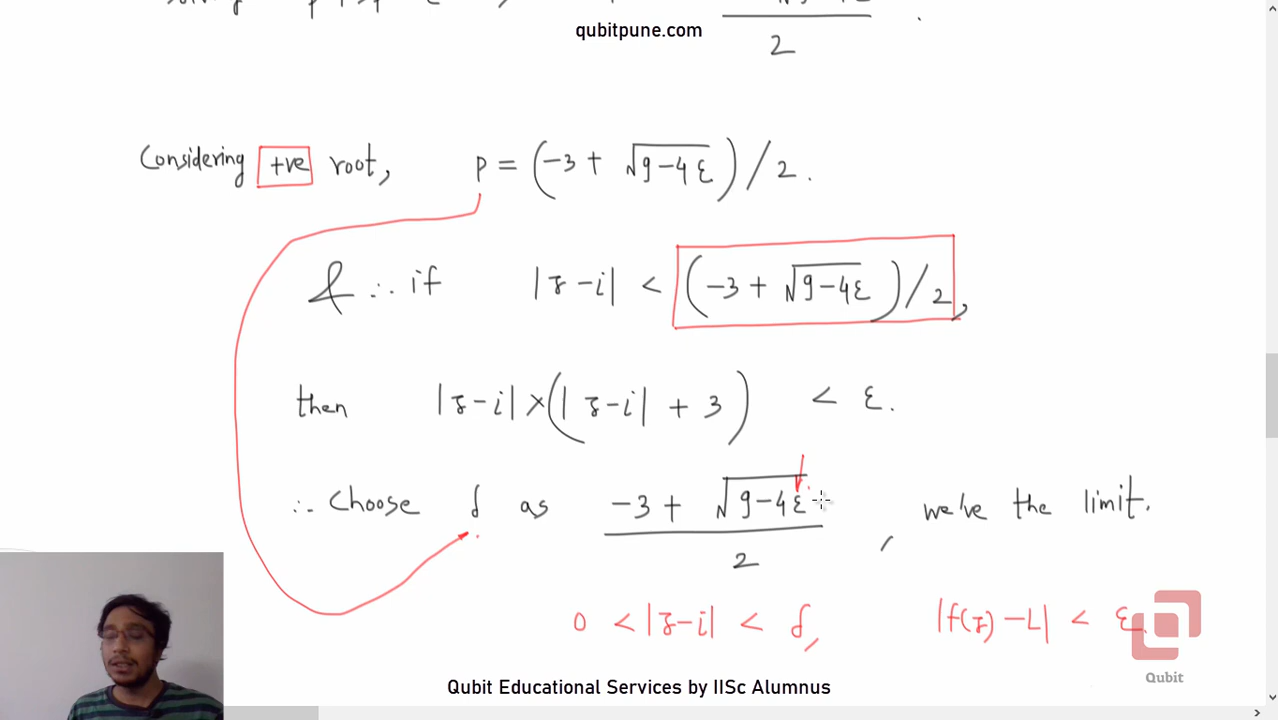 qubitpune.com
2
Considering +ve root, p = (-3 + √9-4ε)/2.
& ∴ if |z-i| < (-3 + √9-4ε)/2,
then |z-i|×(|z-i| + 3) < ε.
∴ Choose δ as -3 + √9-4ε / 2, we've the limit.
0 < |z-i| < δ, |f(z)-L| < ε.
Qubit
Qubit Educational Services by IISc Alumnus